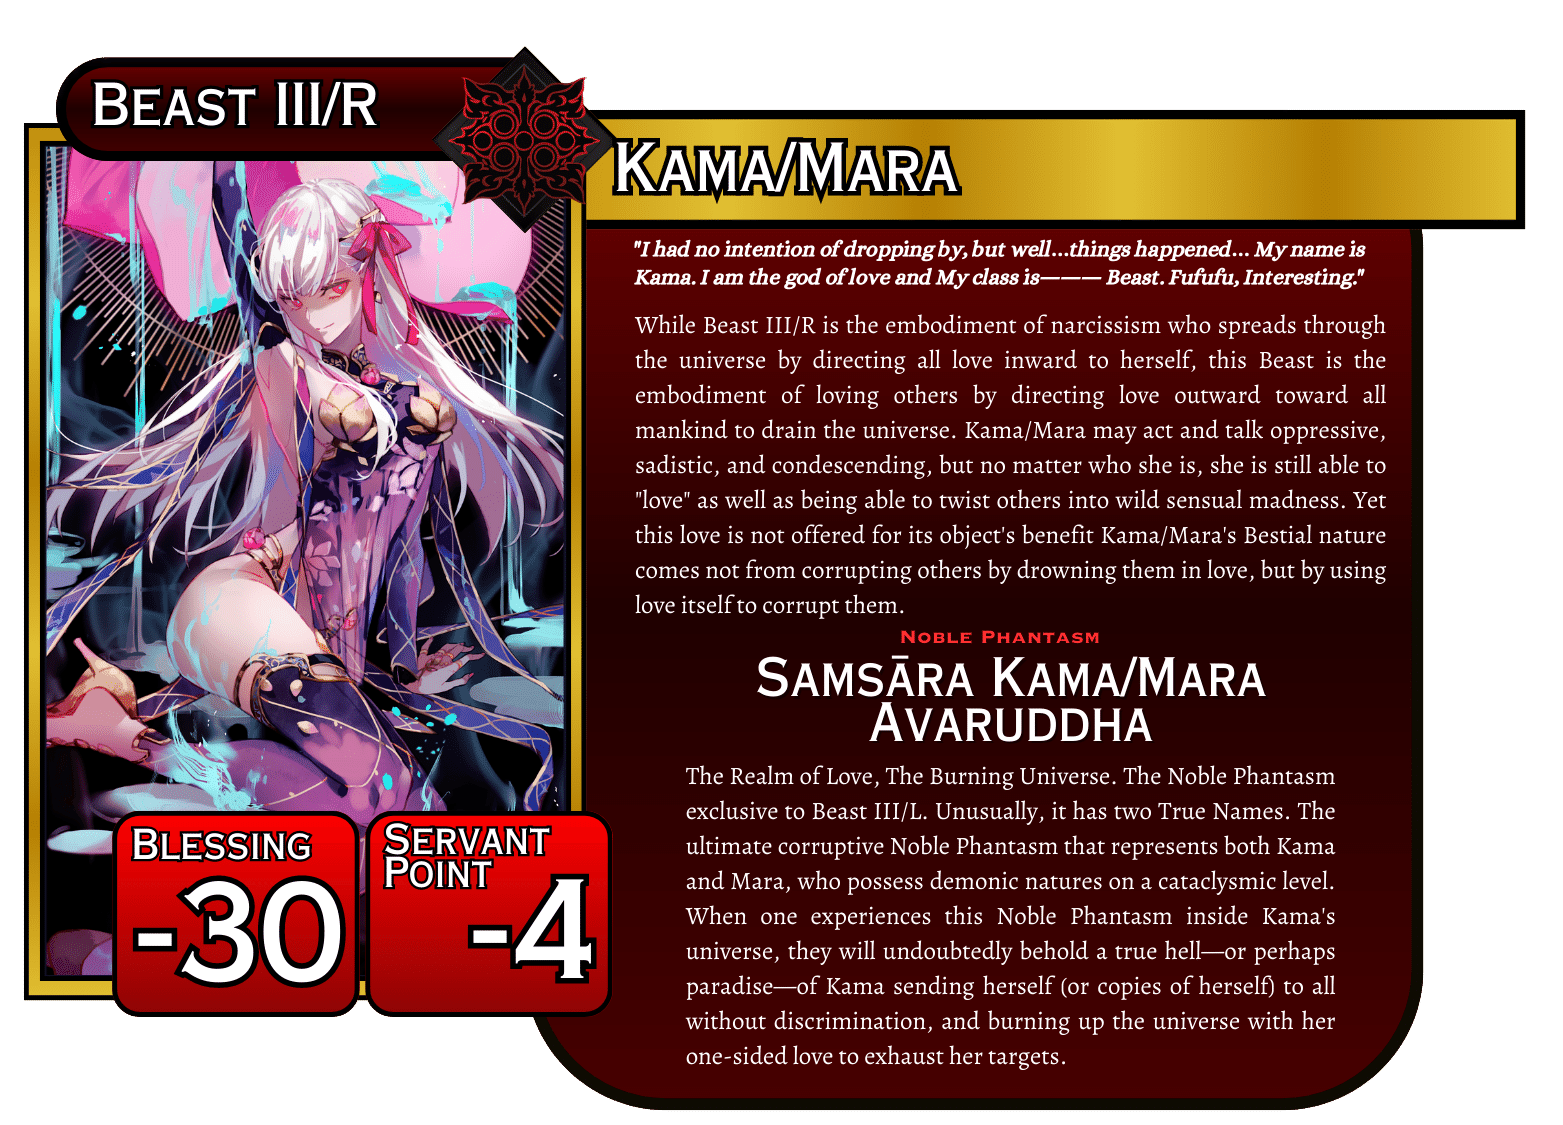 BEAST III/R
KAMA/MARA
"I had no intention of dropping by, but well...things happened... My name is
Kama. I am the god of love and My class is——— Beast. Fufufu, Interesting."
While Beast III/R is the embodiment of narcissism who spreads through
the universe by directing all love inward to herself, this Beast is the
embodiment of loving others by directing love outward toward all
mankind to drain the universe. Kama/Mara may act and talk oppressive,
sadistic, and condescending, but no matter who she is, she is still able to
"love" as well as being able to twist others into wild sensual madness. Yet
this love is not offered for its object's benefit Kama/Mara's Bestial nature
comes not from corrupting others by drowning them in love, but by using
love itself to corrupt them.
NOBLE PHANTASM
SAMSĀRA KAMA/MARA
AVARUDDHA
The Realm of Love, The Burning Universe. The Noble Phantasm
exclusive to Beast III/L. Unusually, it has two True Names. The
ultimate corruptive Noble Phantasm that represents both Kama
and Mara, who possess demonic natures on a cataclysmic level.
When one experiences this Noble Phantasm inside Kama's
universe, they will undoubtedly behold a true hell—or perhaps
paradise—of Kama sending herself (or copies of herself) to all
without discrimination, and burning up the universe with her
one-sided love to exhaust her targets.
BLESSING
-30
SERVANT
POINT
-4